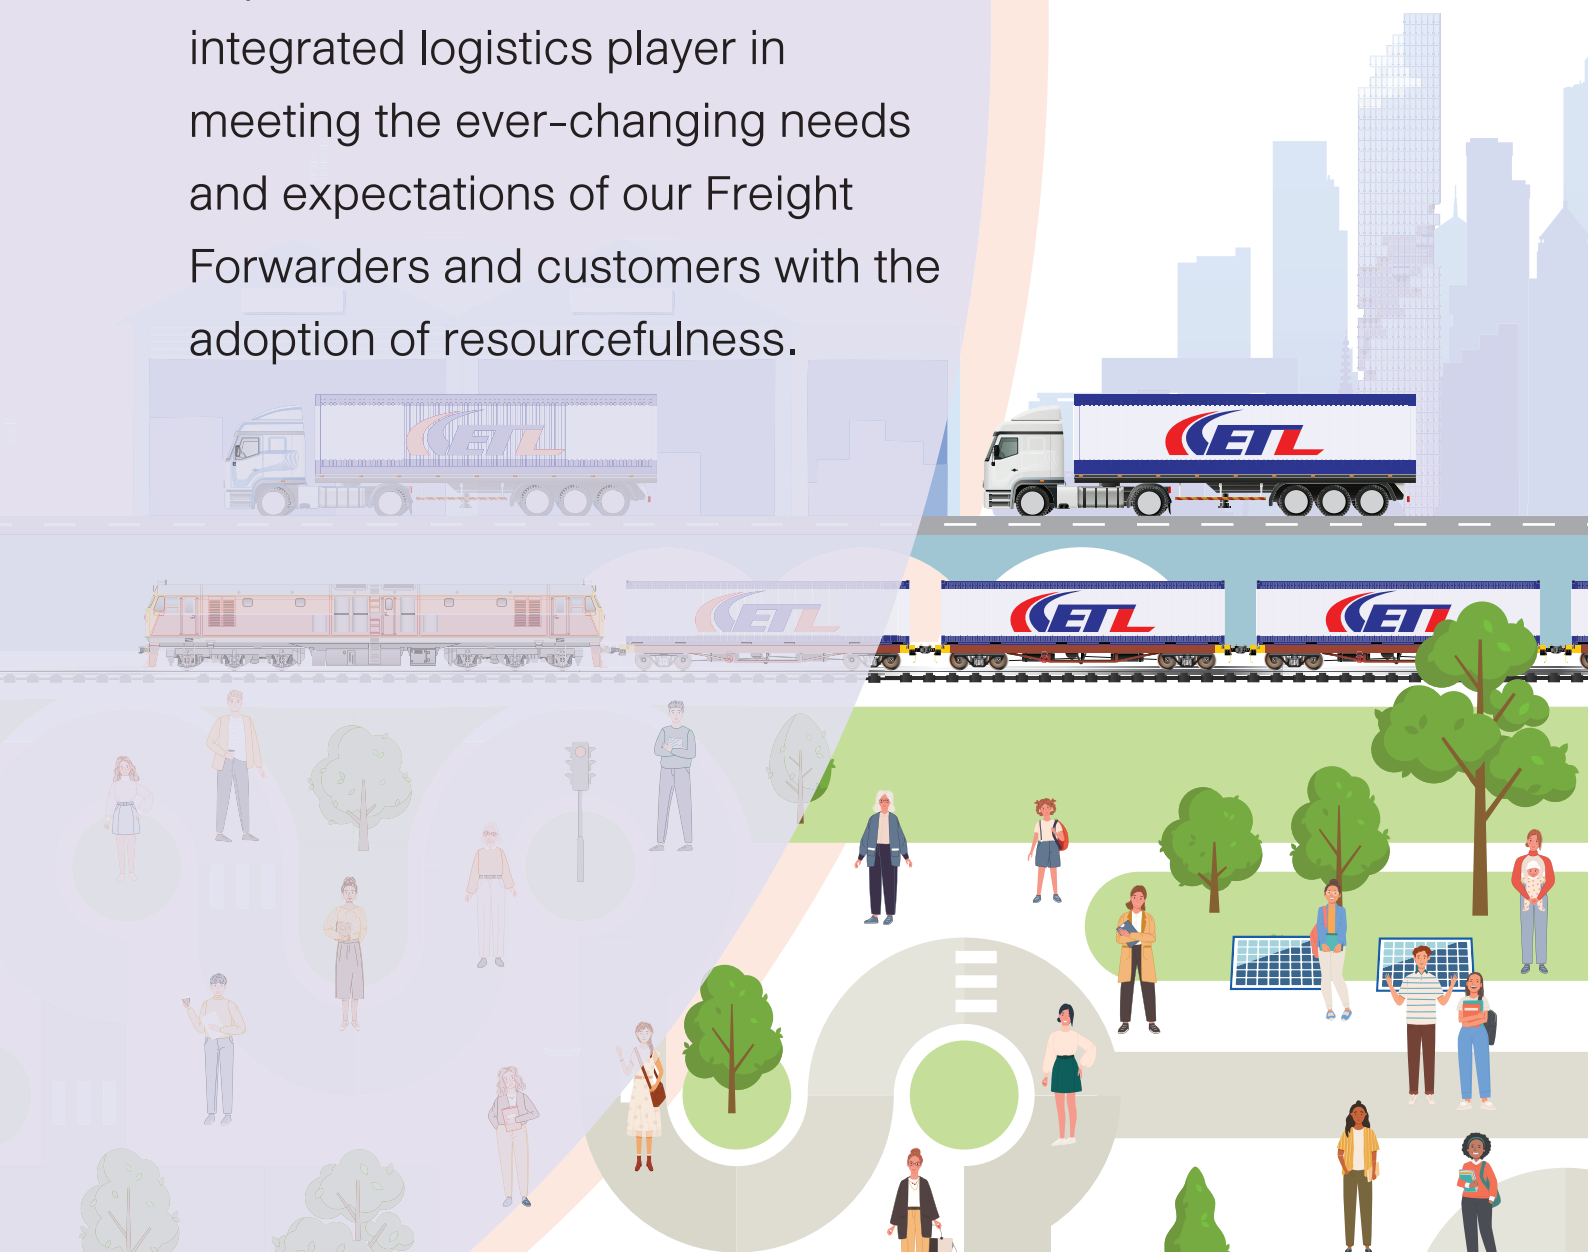 integrated logistics player in
meeting the ever-changing needs
and expectations of our Freight
Forwarders and customers with the
adoption of resourcefulness.
ETL
ETL
ETL
ETL
ETL